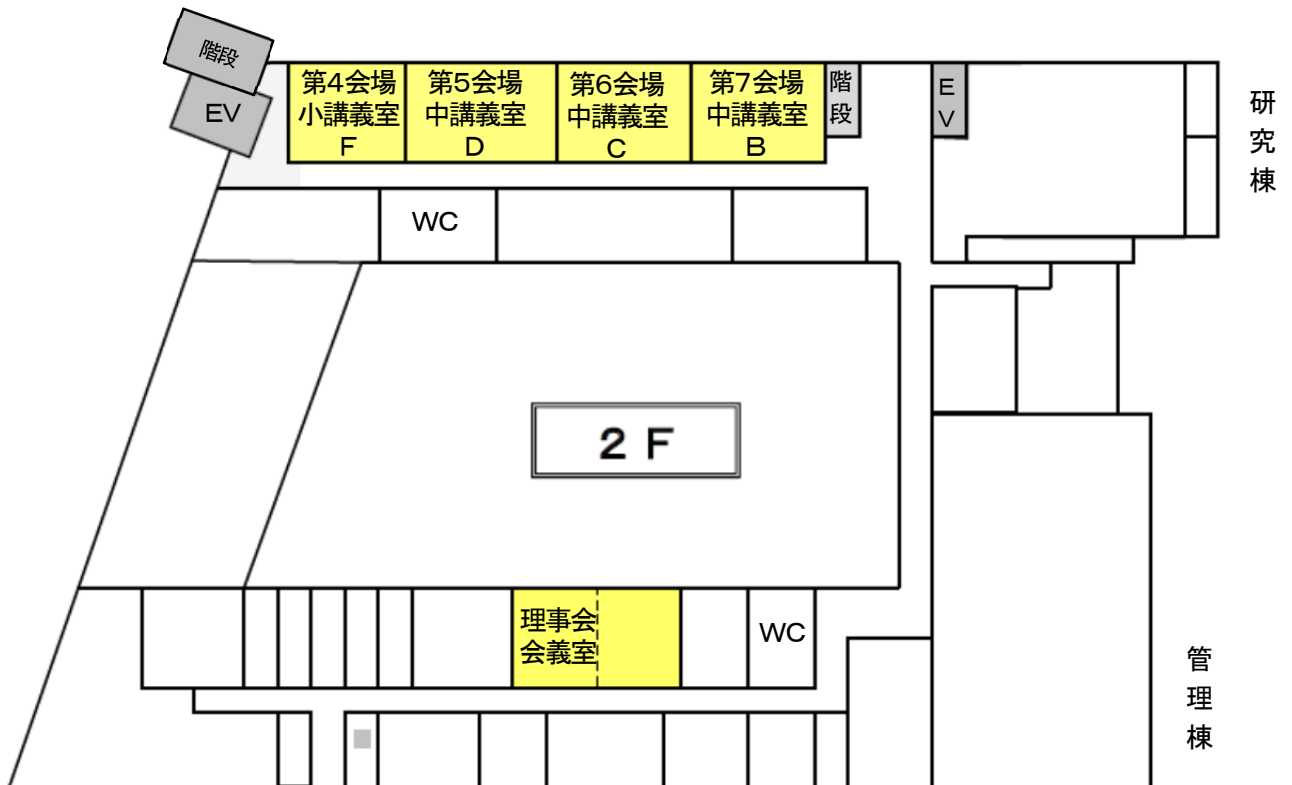 階段
EV
第4会場
小講義室
F
第5会場
中講義室
D
第6会場
中講義室
C
第7会場
中講義室
B
階
段
E
V
研
究
棟
WC
2 F
理事会
会義室
WC
管
理
棟